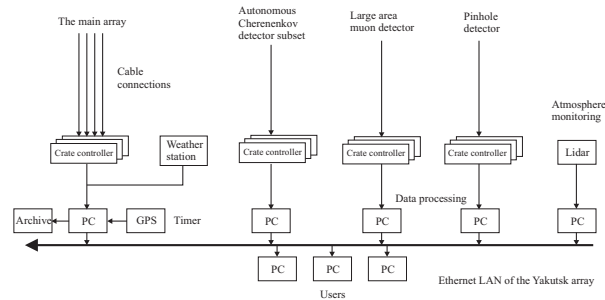 The main array
Autonomous
Cherenenkov
detector subset
Large area
muon detector
Pinhole
detector
Cable
connections
Atmosphere
monitoring
Crate controller
Weather
station
Crate controller
Crate controller
Crate controller
Lidar
Data processing
Archive
PC
GPS
Timer
PC
PC
PC
PC
PC
PC
PC
Ethernet LAN of the Yakutsk array
Users